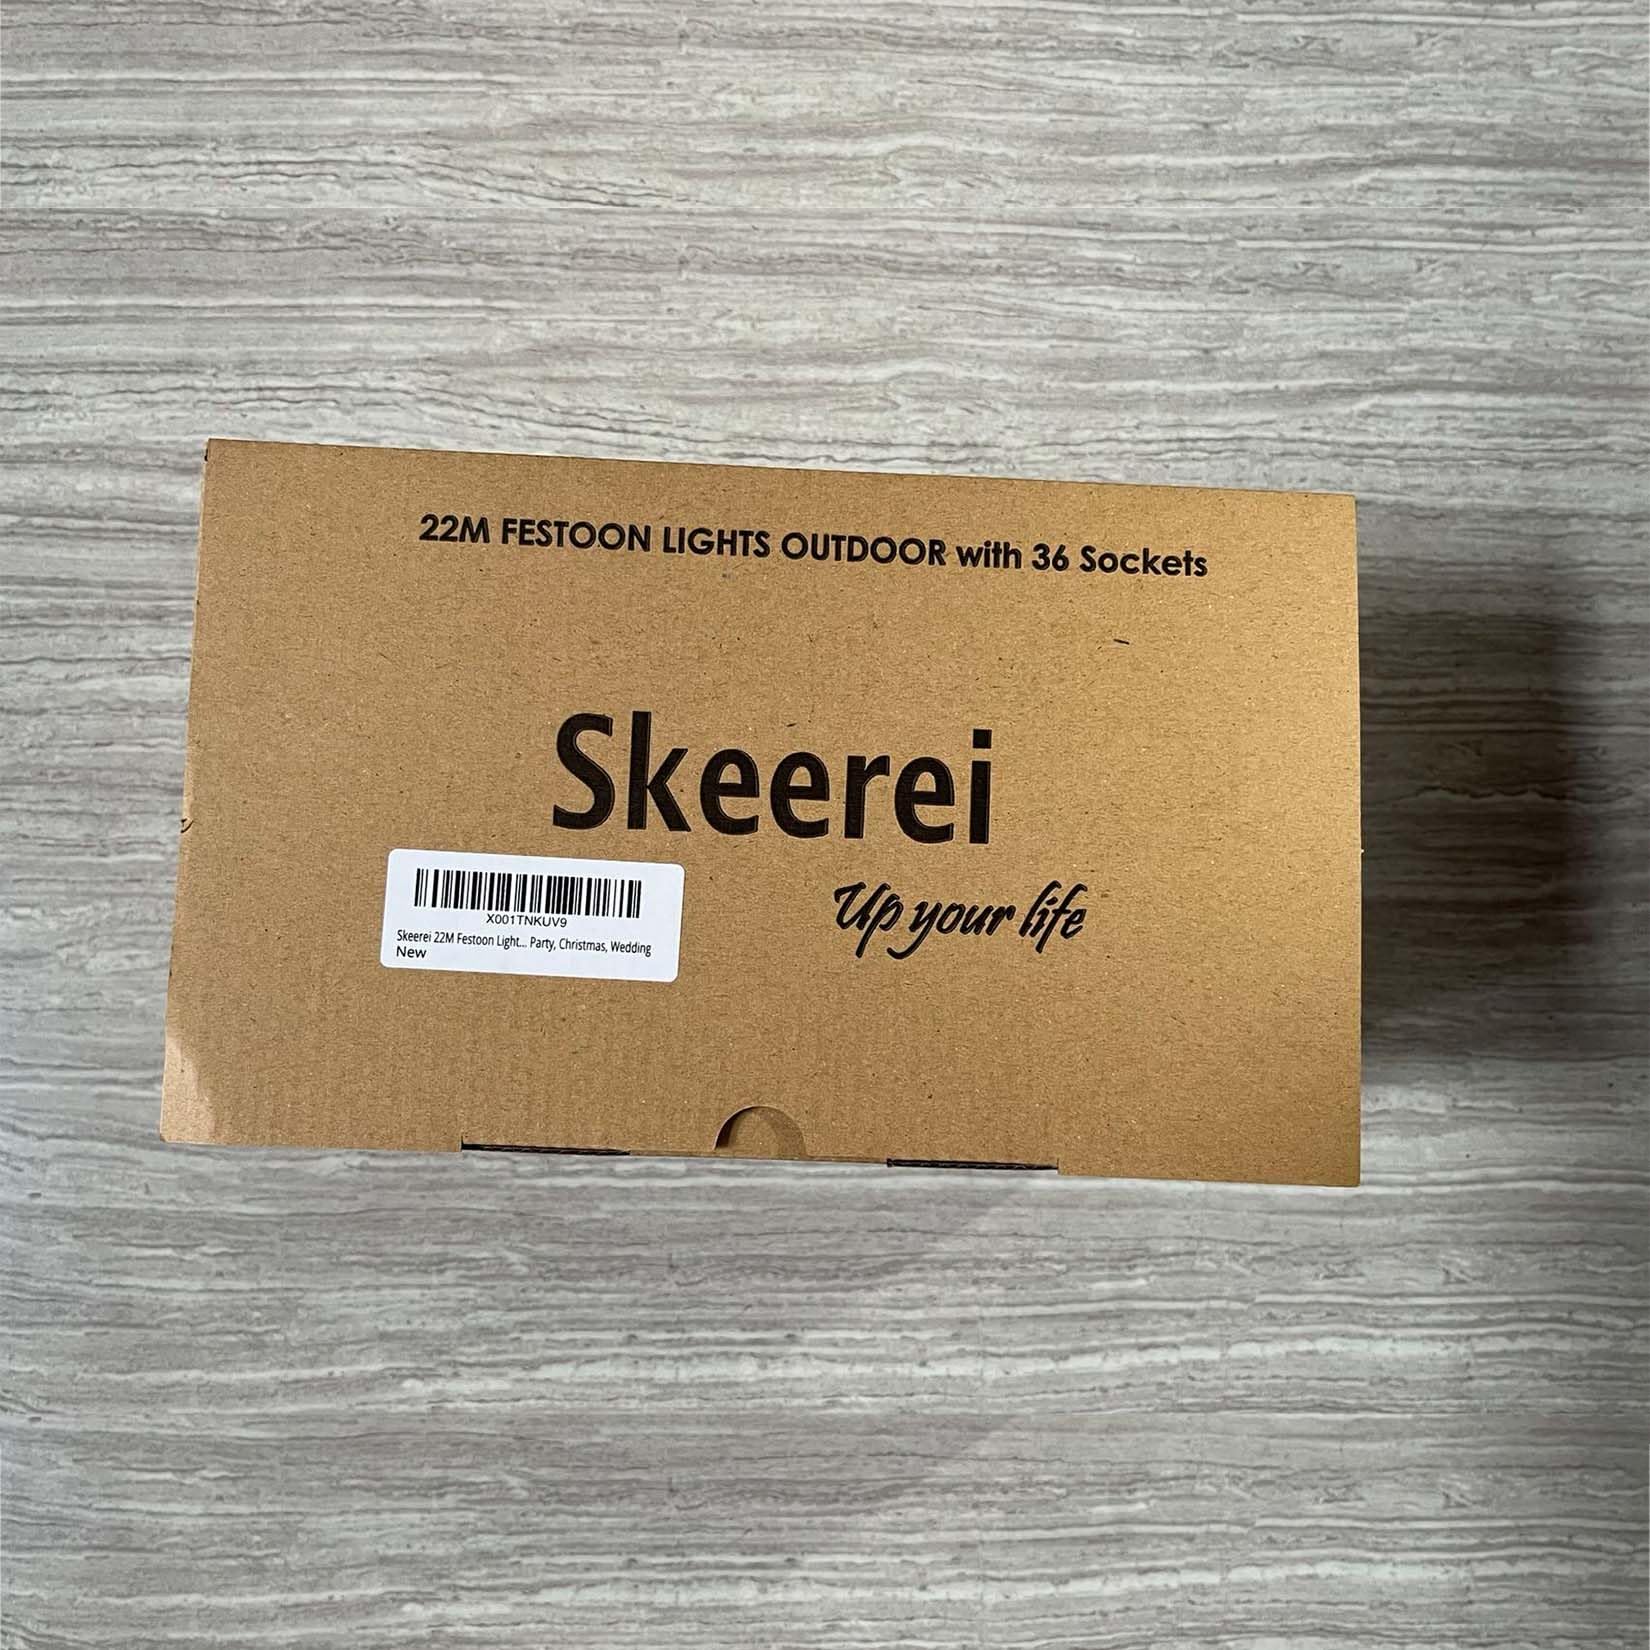 22M FESTOON LIGHTS OUTDOOR with 36 Sockets
Skeerei
Up your life
X001TNKUV9
Skeerei 22M Festoon Light... Party, Christmas, Wedding
New